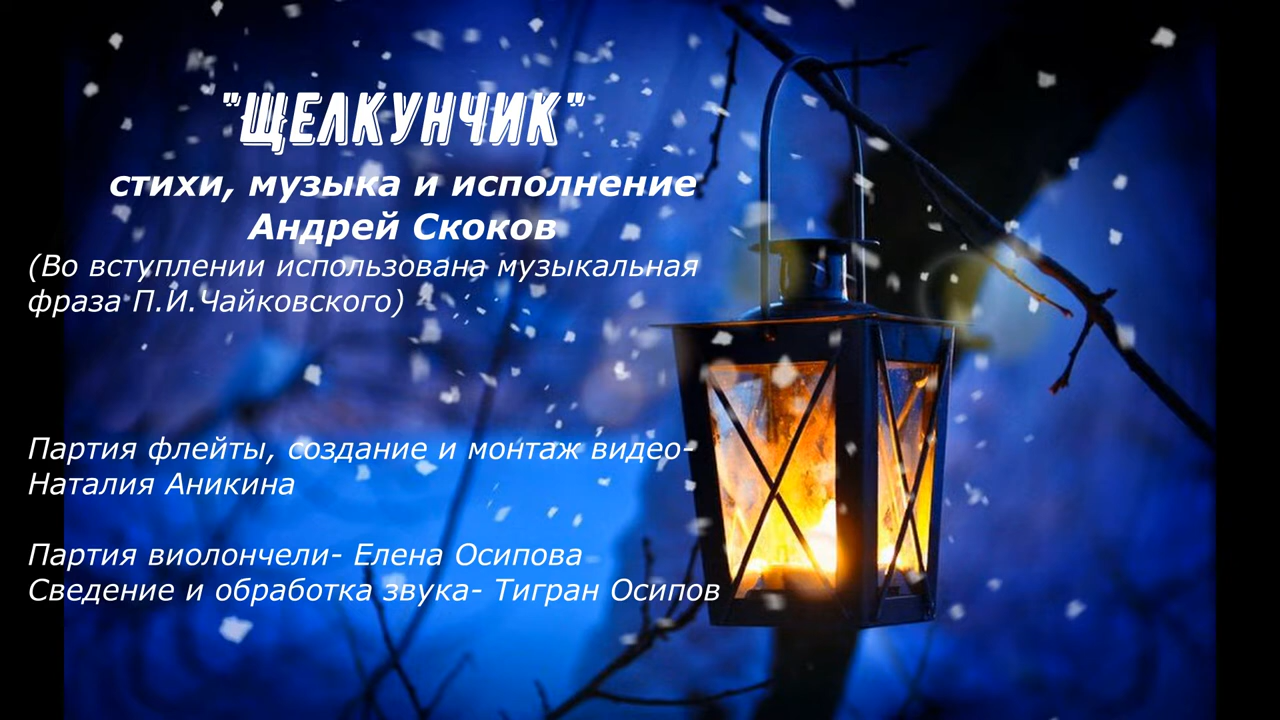 "ЩЕЛКУНЧИК"
стихи, музыка и исполнение
Андрей Скоков
(Во вступлении использована музыкальная
фраза П.И.Чайковского)
Партия флейты, создание и монтаж видео-
Наталия Аникина
Партия виолончели- Елена Осипова
Сведение и обработка звука- Тигран Осипов